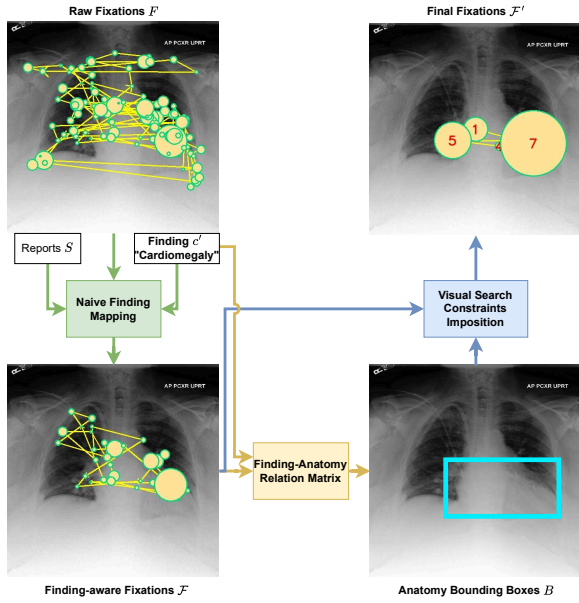 Raw Fixations F
Final Fixations F'
AP PCXR UPRT
AP PCXR UPRT
1
5
4
7
Reports S
Finding c'
"Cardiomegaly"
Naive Finding
Mapping
Visual Search
Constraints
Imposition
AP PCXR UPRT
AP PCXR UPRT
Finding-Anatomy
Relation Matrix
Finding-aware Fixations F
Anatomy Bounding Boxes B